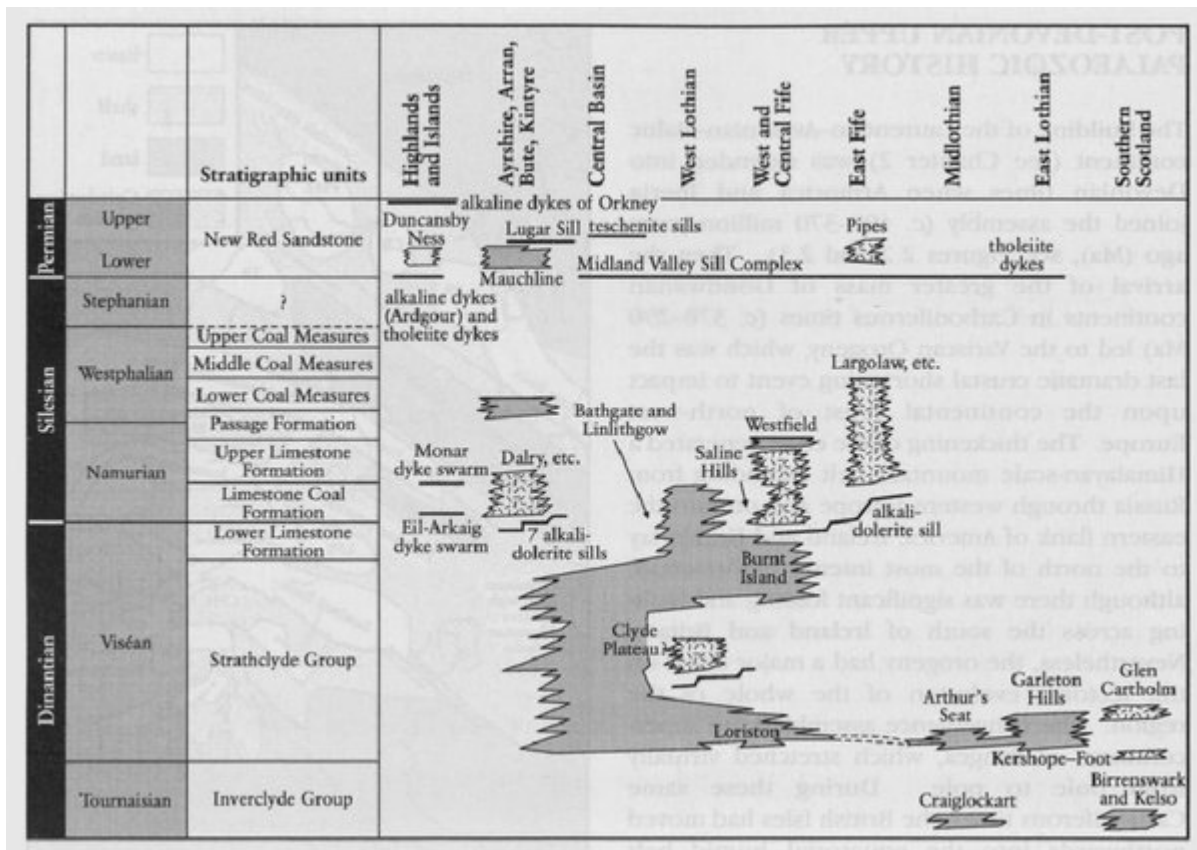 Stratigraphic units
Highlands
and Islands
Ayrshire, Arran,
Bute, Kintyre
Central Basin
West Lothian
West and
Central Fife
East Fife
Midlothian
East Lothian
Southern
Scotland
Permian
Upper
Lower
New Red Sandstone
alkaline dykes of Orkney
Duncansby
Ness
Lugar Sill
teschenite sills
Pipes
Mauchline
Midland Valley Sill Complex
tholeiite
dykes
Silesian
Stephanian
?
alkaline dykes
(Ardgour) and
tholeiite dykes
Westphalian
Upper Coal Measures
Middle Coal Measures
Lower Coal Measures
Largolaw, etc.
Namurian
Passage Formation
Upper Limestone
Formation
Limestone Coal
Formation
Bathgate and
Linlithgow
Westfield
Saline
Hills
Monar
dyke swarm
Dalry, etc.
Dinantian
Lower Limestone
Formation
Eil-Arkaig
dyke swarm
? alkali-
dolerite sills
alkali-
dolerite sill
Burnt
Island
Viséan
Strathclyde Group
Clyde
Plateau
Loriston
Arthur's
Seat
Garleton
Hills
Glen
Cartholm
Kershope-Foot
Tournaisian
Inverclyde Group
Craiglockart
Birrenswark
and Kelso